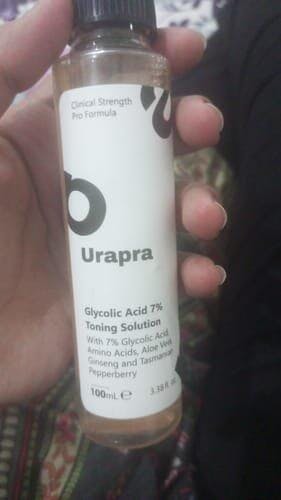 Clinical Strength
Pro Formula
Urapra
Glycolic Acid 7%
Toning Solution
With 7% Glycolic Acid,
Amino Acids, Aloe Vera,
Ginseng and Tasmanian
Pepperberry
100mL ℮
3.38 fl. oz.